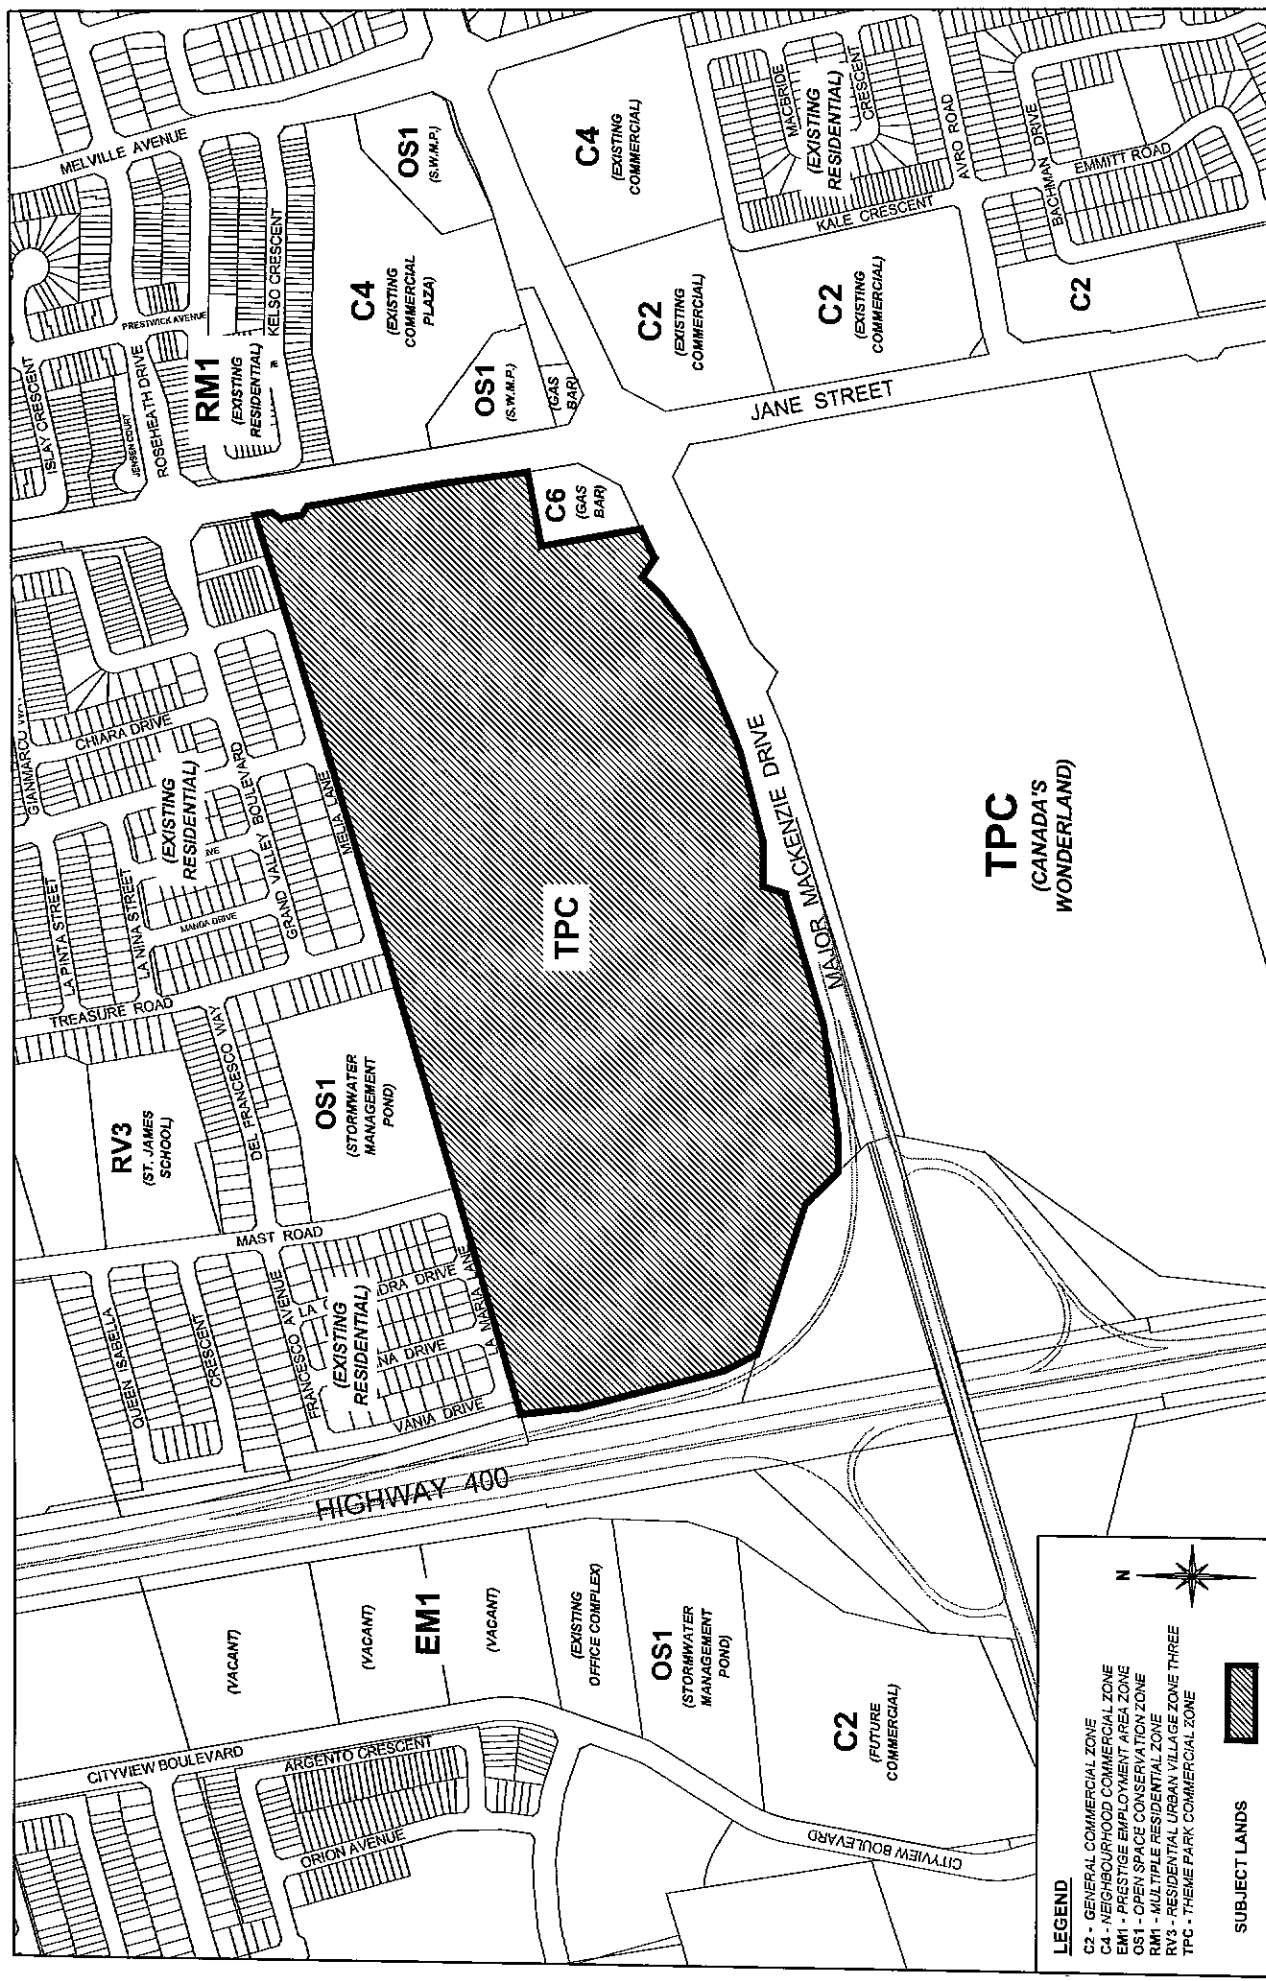 MELVILLE AVENUE
OS1
(S.W.M.P.)
C4
(EXISTING
COMMERCIAL)
MACBRIDE
CRESCENT
(EXISTING
RESIDENTIAL)
AVRO ROAD
BACHMAN DRIVE
EMMITT ROAD
KALE CRESCENT
C2
C2
(EXISTING
COMMERCIAL)
C2
(EXISTING
COMMERCIAL)
C4
(EXISTING
COMMERCIAL
PLAZA)
OS1
(S.W.M.P.)
(GAS
BAR)
KELSO CRESCENT
PRESTWICK AVENUE
RM1
(EXISTING
RESIDENTIAL)
ISLAY CRESCENT
JENSEN COURT
ROSEHEATH DRIVE
JANE STREET
C6
(GAS
BAR)
CHIARA DRIVE
(EXISTING
RESIDENTIAL)
LA PINTA STREET
LA NINA STREET
MANGA DRIVE
GRAND VALLEY BOULEVARD
MELIA LANE
TREASURE ROAD
TPC
MAJOR MACKENZIE DRIVE
TPC
(CANADA'S
WONDERLAND)
RV3
(ST. JAMES
SCHOOL)
DEL FRANCESCO WAY
OS1
(STORMWATER
MANAGEMENT
POND)
MAST ROAD
QUEEN ISABELLA
CRESCENT
FRANCESCO AVENUE
LA
DRA DRIVE
(EXISTING
RESIDENTIAL)
NA DRIVE
LA MARIA LANE
VANIA DRIVE
HIGHWAY 400
(VACANT)
(VACANT)
EM1
(VACANT)
(EXISTING
OFFICE COMPLEX)
OS1
(STORMWATER
MANAGEMENT
POND)
C2
(FUTURE
COMMERCIAL)
CITYVIEW BOULEVARD
ARGENTO CRESCENT
ORION AVENUE
CITYVIEW BOULEVARD
LEGEND
C2 - GENERAL COMMERCIAL ZONE
C4 - NEIGHBOURHOOD COMMERCIAL ZONE
EM1 - PRESTIGE EMPLOYMENT AREA ZONE
OS1 - OPEN SPACE CONSERVATION ZONE
RM1 - MULTIPLE RESIDENTIAL ZONE
RV3 - RESIDENTIAL URBAN VILLAGE ZONE THREE
TPC - THEME PARK COMMERCIAL ZONE
N
SUBJECT LANDS